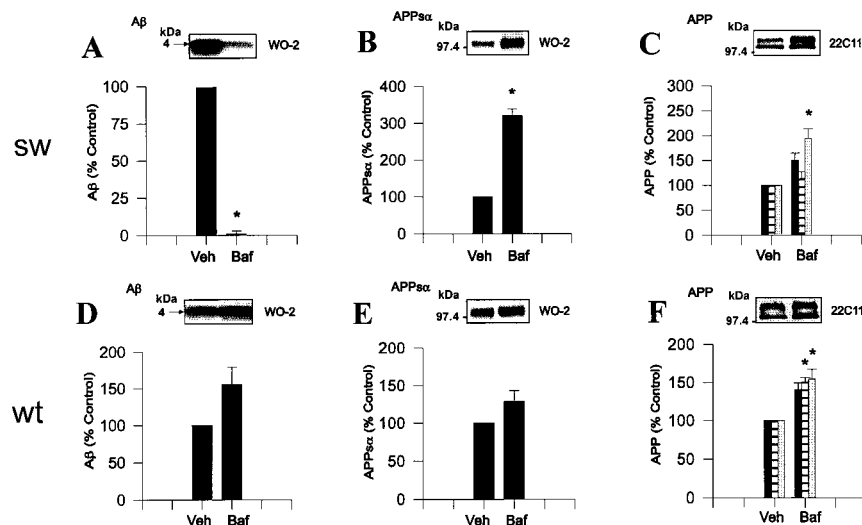 A
Aβ
kDa
4
WO-2
Aβ (% Control)
100
75
50
25
0
*
Veh Baf
B
APPsα
kDa
97.4
WO-2
APPsα (% Control)
400
300
200
100
0
*
Veh Baf
C
APP
kDa
97.4
22C11
APP (% Control)
300
250
200
150
100
50
0
*
Veh Baf
sw
D
Aβ
kDa
4
WO-2
Aβ (% Control)
200
150
100
50
0
Veh Baf
E
APPsα
kDa
97.4
WO-2
APPsα (% Control)
200
150
100
50
0
Veh Baf
F
APP
kDa
97.4
22C11
APP (% Control)
200
150
100
50
0
* *
Veh Baf
wt